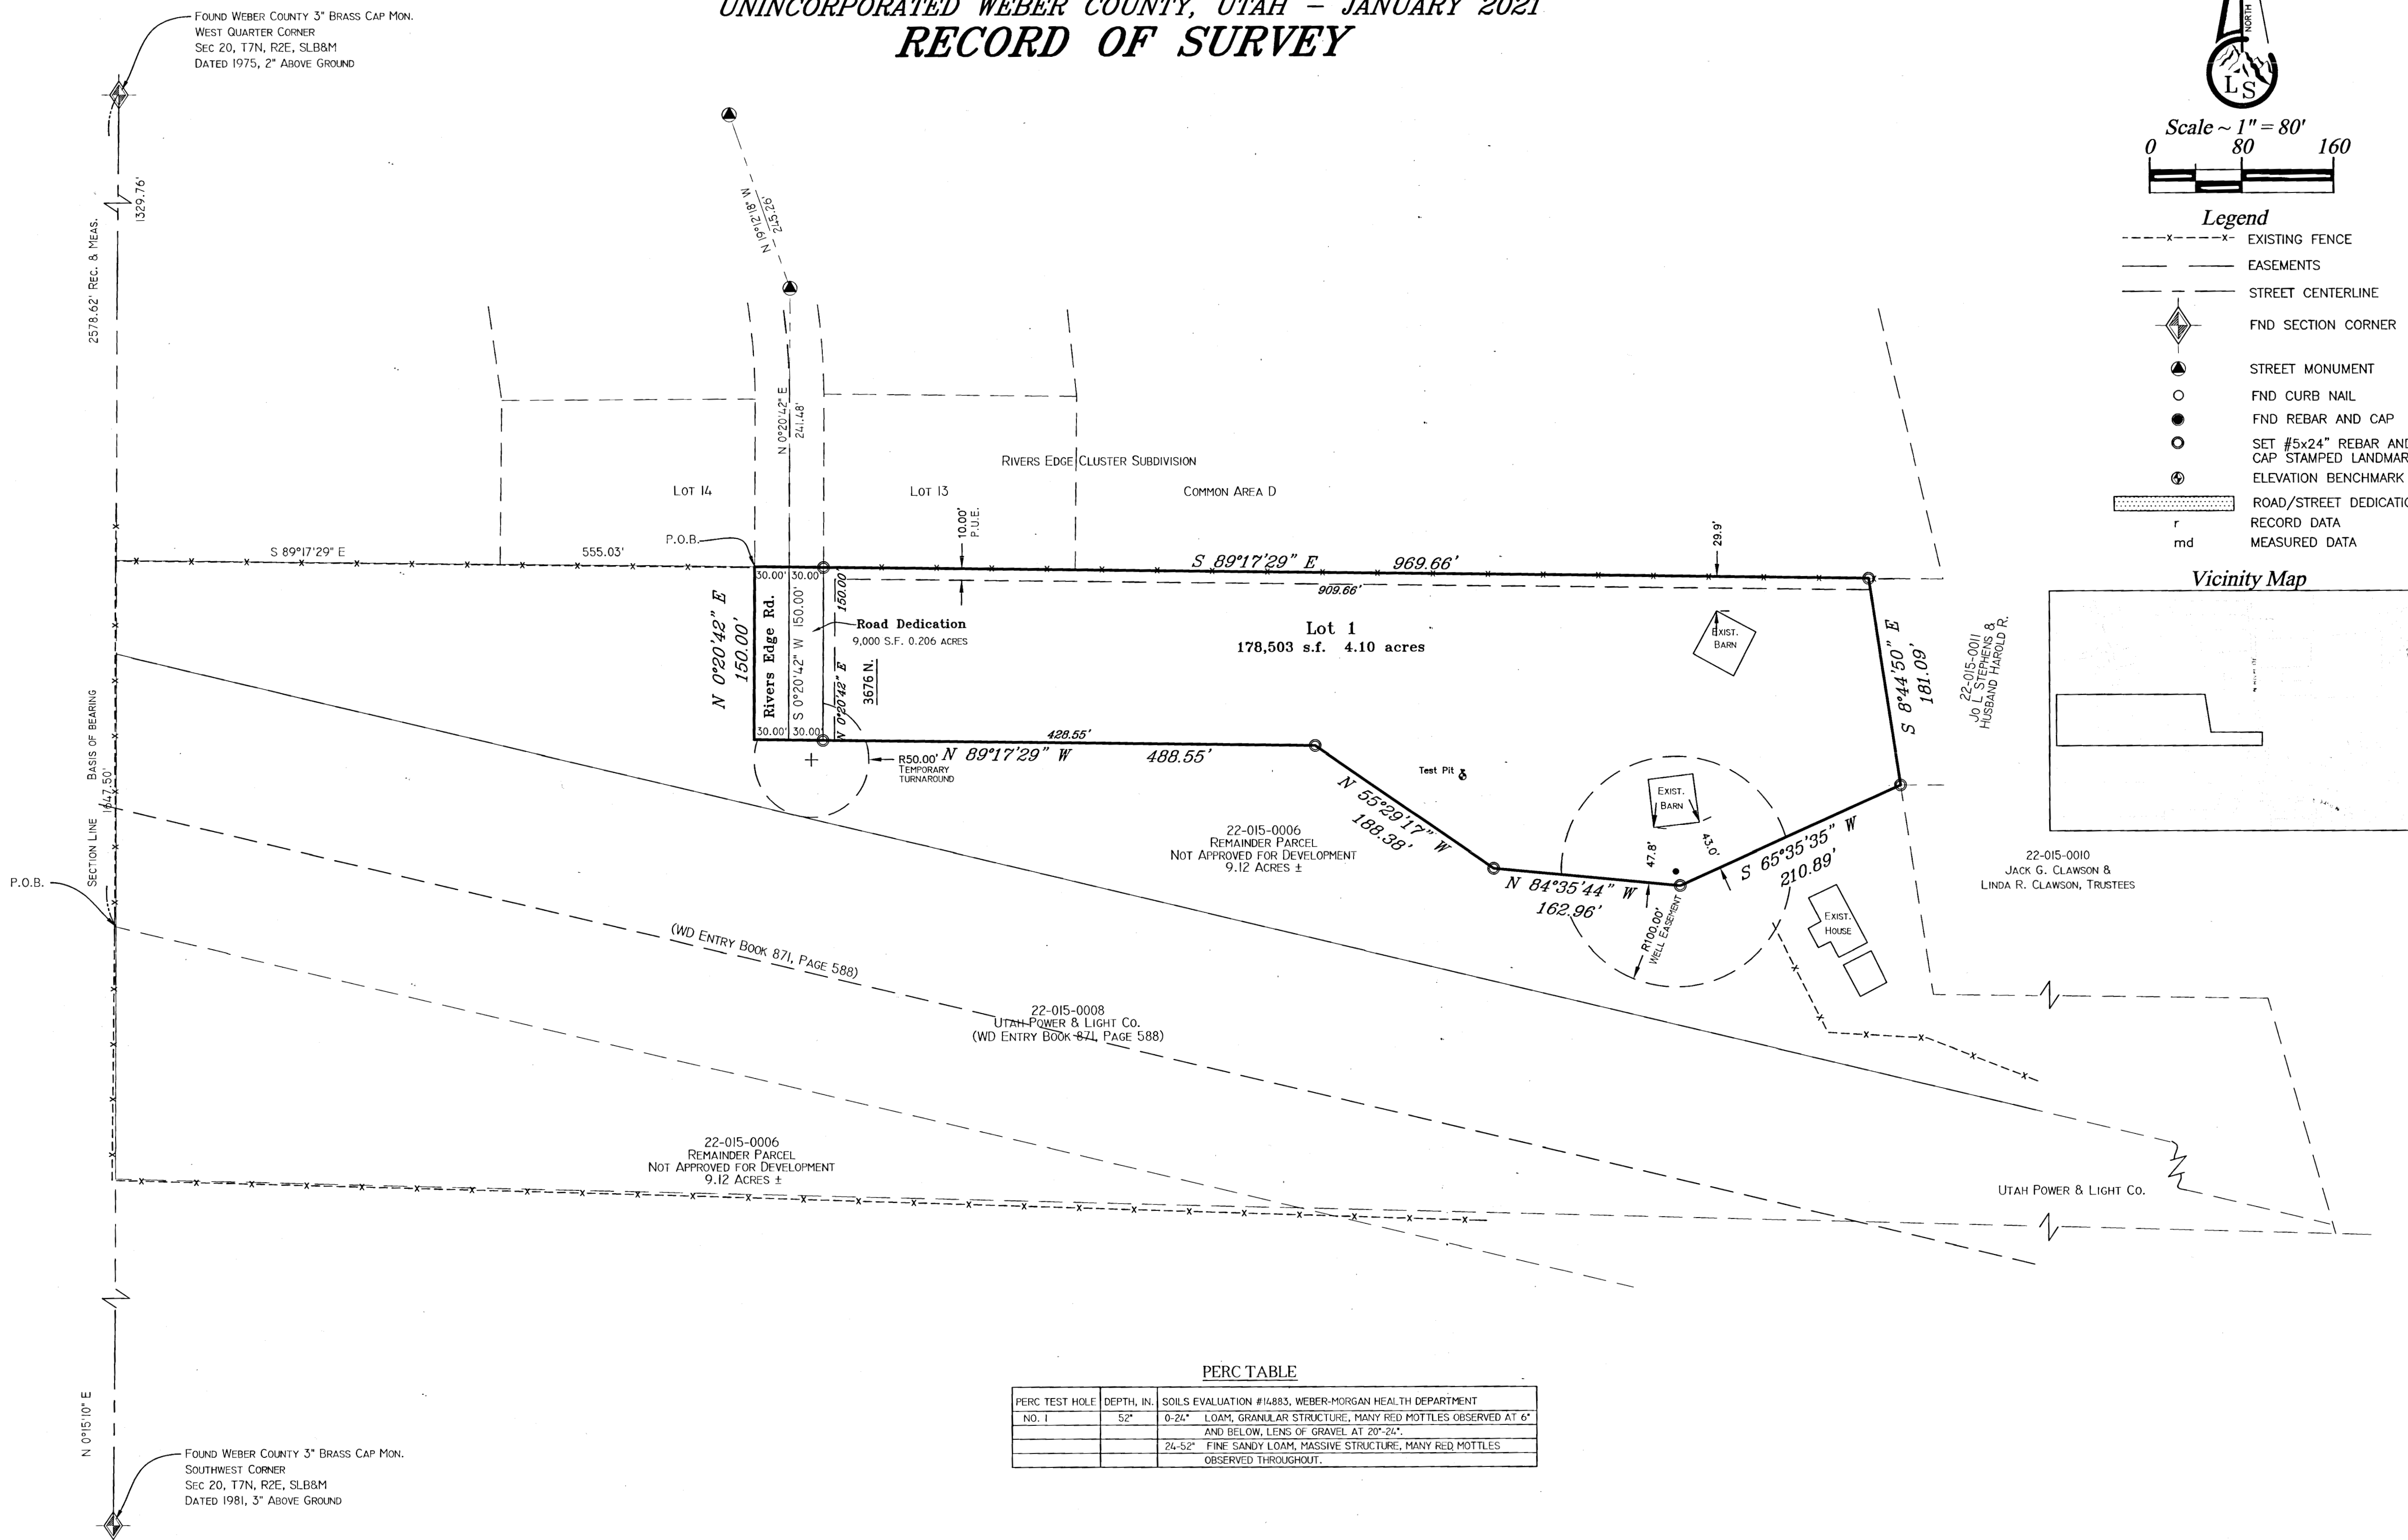 UNINCORPORATED WEBER COUNTY, UTAH – JANUARY 2021
RECORD OF SURVEY
FOUND WEBER COUNTY 3" BRASS CAP MON.
WEST QUARTER CORNER
SEC 20, T7N, R2E, SLB&M
DATED 1975, 2" ABOVE GROUND
NORTH
LS
Scale ~ 1" = 80'
0 80 160
Legend
EXISTING FENCE
EASEMENTS
STREET CENTERLINE
FND SECTION CORNER
STREET MONUMENT
FND CURB NAIL
FND REBAR AND CAP
SET #5x24" REBAR AND
CAP STAMPED LANDMAR
ELEVATION BENCHMARK
ROAD/STREET DEDICATIO
r RECORD DATA
md MEASURED DATA
Vicinity Map
1329.76'
2578.62' REC. & MEAS.
N 19°12'18" W
245.26'
N 0°20'42" E
241.48'
RIVERS EDGE CLUSTER SUBDIVISION
LOT 14
LOT 13
COMMON AREA D
10.00'
P.U.E.
29.9'
P.O.B.
S 89°17'29" E 555.03'
S 89°17'29" E 969.66'
909.66'
30.00' 30.00'
N 0°20'42" E
150.00'
Rivers Edge Rd.
S 0°20'42" W 150.00'
N 0°20'42" E 150.00
3676 N.
Road Dedication
9,000 S.F. 0.206 ACRES
Lot 1
178,503 s.f. 4.10 acres
EXIST.
BARN
S 8°44'50" E
181.09'
22-015-0011
JO L. STEPHENS &
HUSBAND HAROLD R.
30.00' 30.00'
428.55'
N 89°17'29" W 488.55'
R50.00'
TEMPORARY
TURNAROUND
Test Pit
N 55°29'17" W
188.38'
EXIST.
BARN
47.8'
43.0'
S 65°35'35" W
210.89'
N 84°35'44" W
162.96'
R100.00'
WELL EASEMENT
EXIST.
HOUSE
22-015-0010
JACK G. CLAWSON &
LINDA R. CLAWSON, TRUSTEES
22-015-0006
REMAINDER PARCEL
NOT APPROVED FOR DEVELOPMENT
9.12 ACRES ±
SECTION LINE BASIS OF BEARING
1647.50'
P.O.B.
(WD ENTRY BOOK 871, PAGE 588)
22-015-0008
UTAH POWER & LIGHT CO.
(WD ENTRY BOOK 871, PAGE 588)
22-015-0006
REMAINDER PARCEL
NOT APPROVED FOR DEVELOPMENT
9.12 ACRES ±
UTAH POWER & LIGHT CO.
N 0°15'10" E
FOUND WEBER COUNTY 3" BRASS CAP MON.
SOUTHWEST CORNER
SEC 20, T7N, R2E, SLB&M
DATED 1981, 3" ABOVE GROUND
PERC TABLE
PERC TEST HOLE DEPTH, IN. SOILS EVALUATION #14883, WEBER-MORGAN HEALTH DEPARTMENT
NO. 1 52" 0-24" LOAM, GRANULAR STRUCTURE, MANY RED MOTTLES OBSERVED AT 6"
AND BELOW, LENS OF GRAVEL AT 20"-24".
24-52" FINE SANDY LOAM, MASSIVE STRUCTURE, MANY RED MOTTLES
OBSERVED THROUGHOUT.